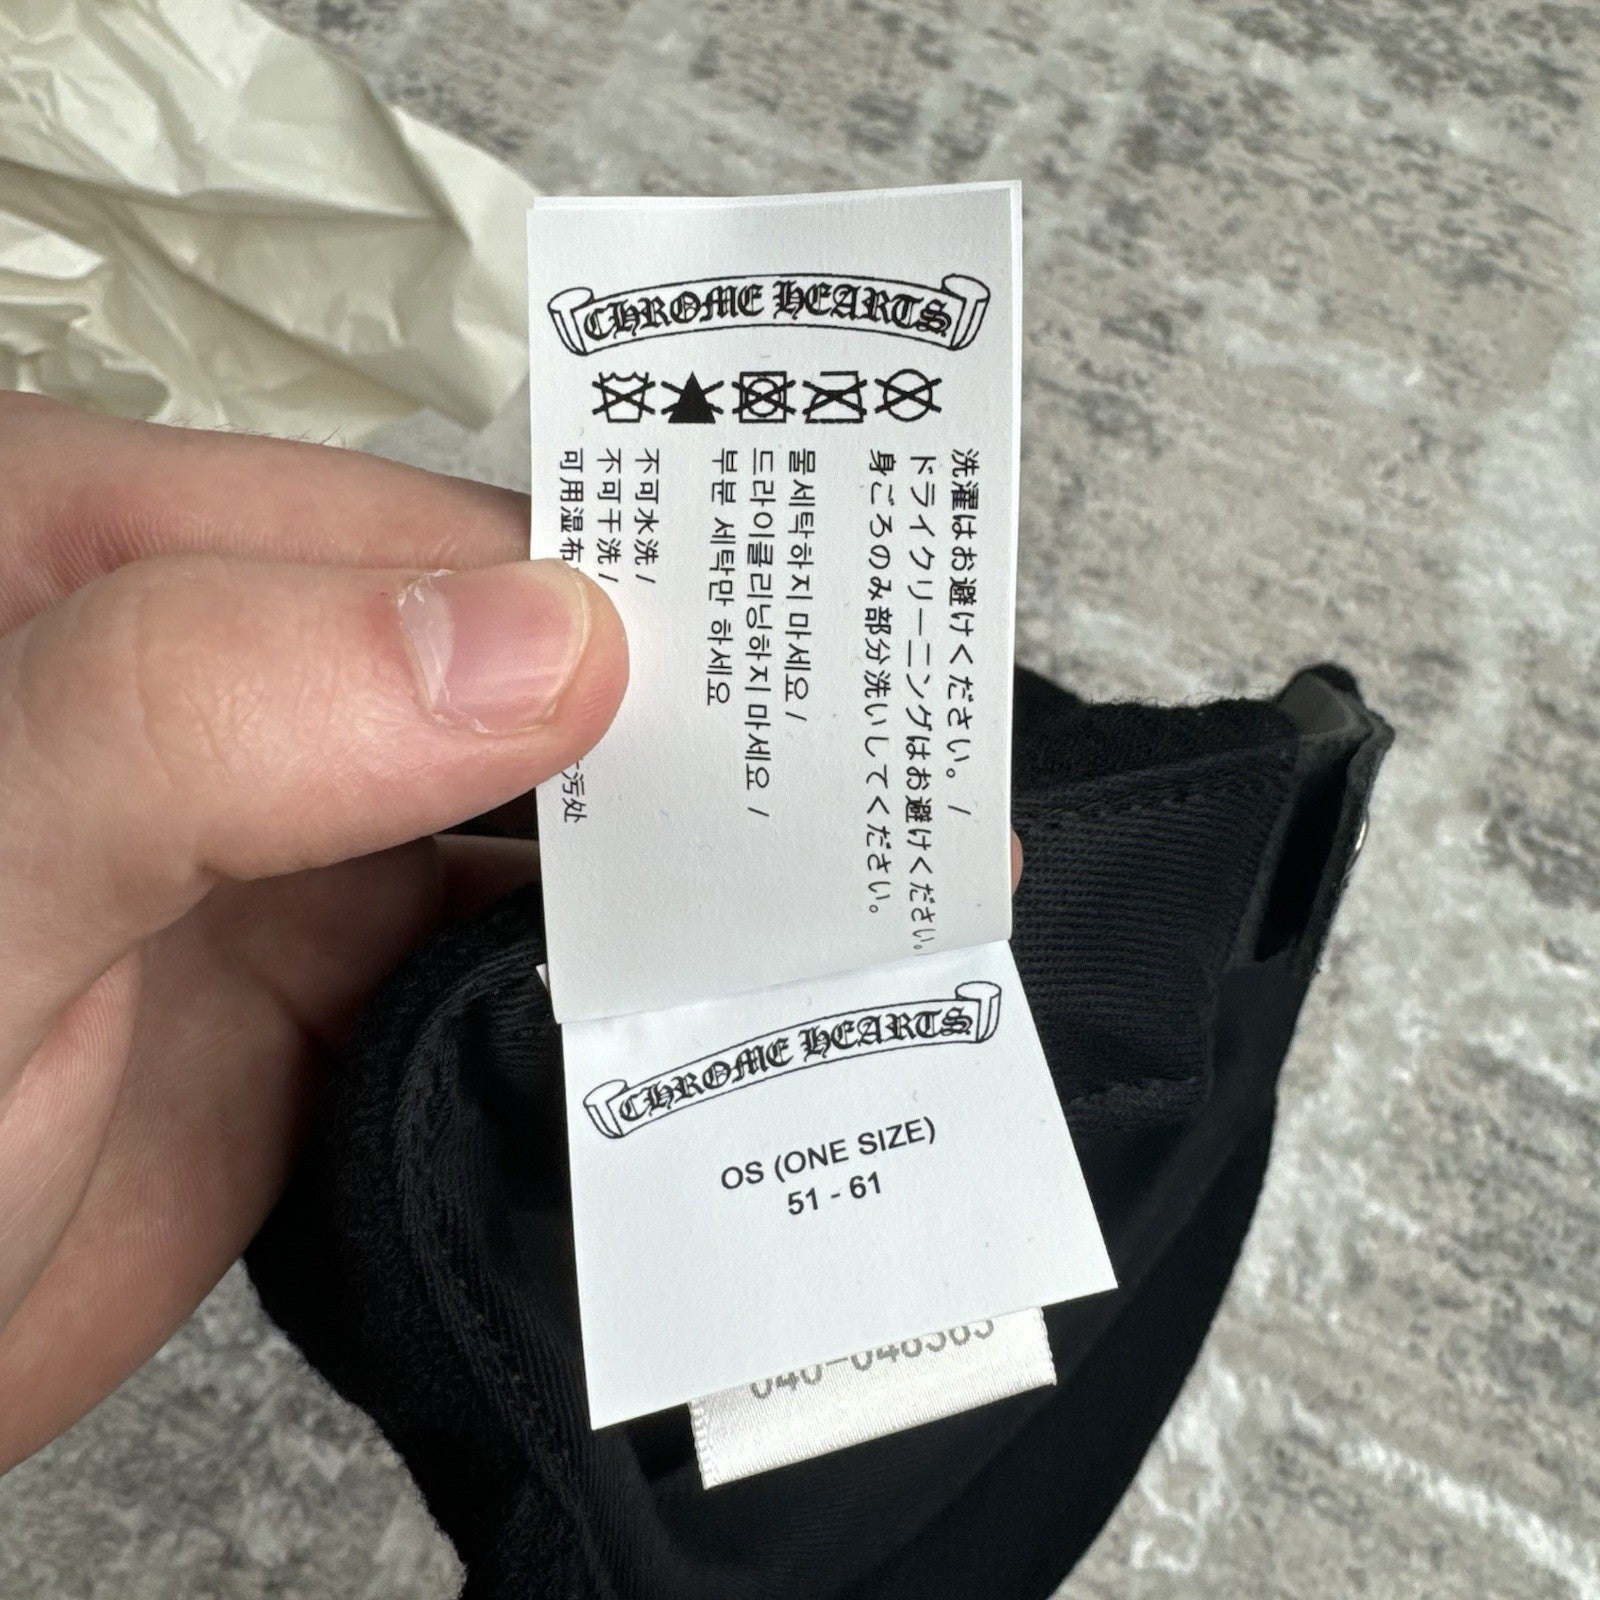 CHROME HEARTS
洗濯はお避けください。 /
ドライクリーニングはお避けください。
身ごろのみ部分洗いしてください。
물세탁하지 마세요 /
드라이클리닝하지 마세요 /
부분 세탁만 하세요
不可水洗 /
不可干洗 /
可用湿布 污处
CHROME HEARTS
OS (ONE SIZE)
51 - 61